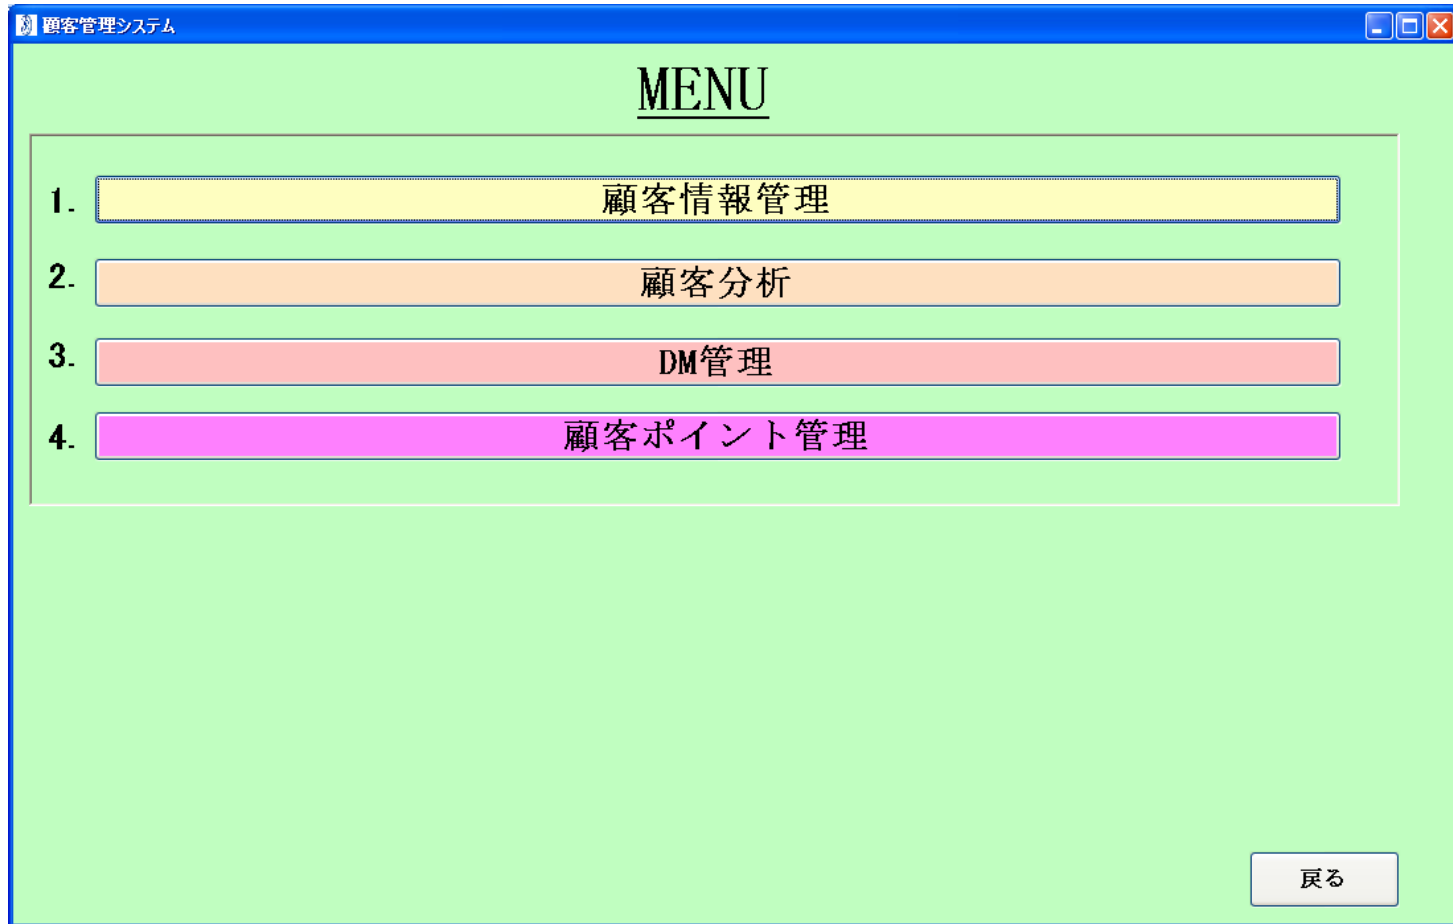 顧客管理システム
MENU
1. 顧客情報管理
2. 顧客分析
3. DM管理
4. 顧客ポイント管理
戻る